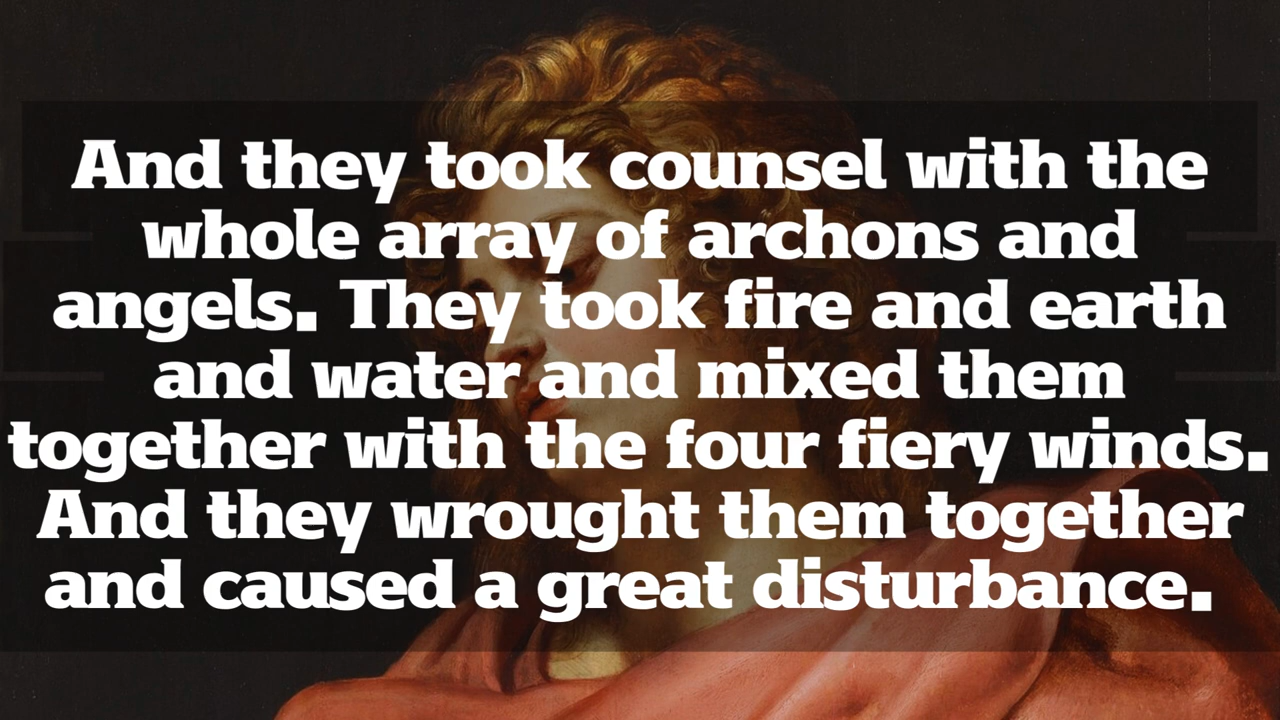 And they took counsel with the
whole array of archons and
angels. They took fire and earth
and water and mixed them
together with the four fiery winds.
And they wrought them together
and caused a great disturbance.